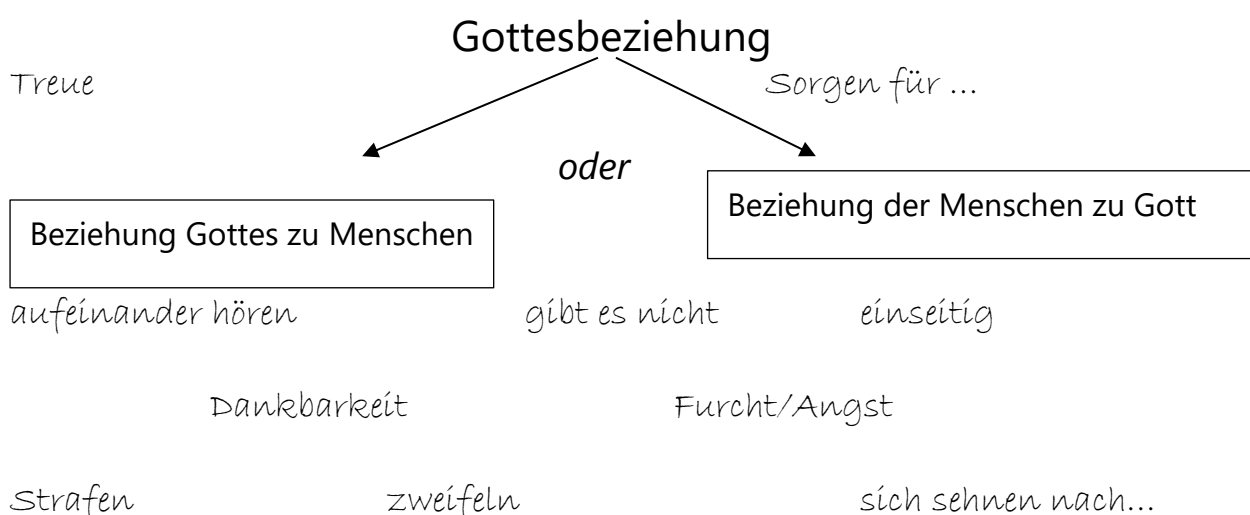 Gottesbeziehung
Treue Sorgen für ...
oder
Beziehung Gottes zu Menschen
Beziehung der Menschen zu Gott
aufeinander hören gibt es nicht einseitig
Dankbarkeit Furcht/Angst
Strafen zweifeln sich sehnen nach...